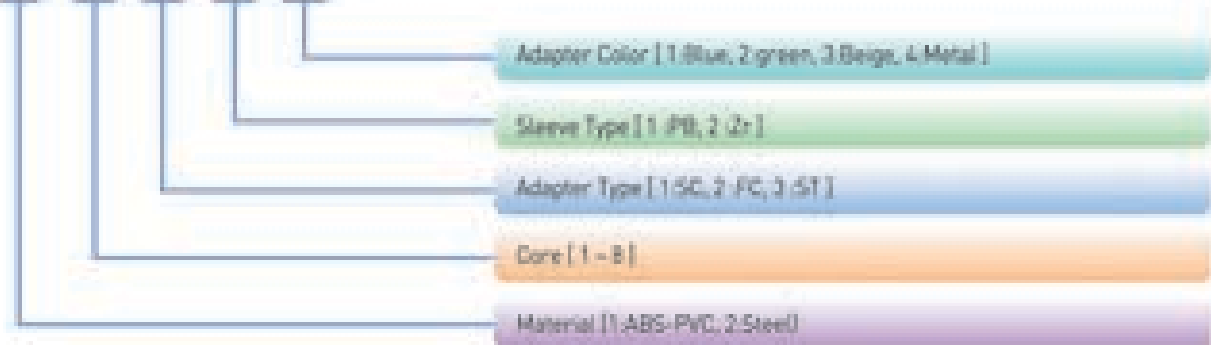 Adapter Color [ 1:Blue, 2:green, 3:Beige, 4:Metal ]
Sleeve Type [ 1 :PB, 2 :Zr ]
Adapter Type [ 1:SC, 2 :FC, 3 :ST ]
Core [ 1 ~ 8 ]
Material [1:ABS-PVC, 2:Steel]